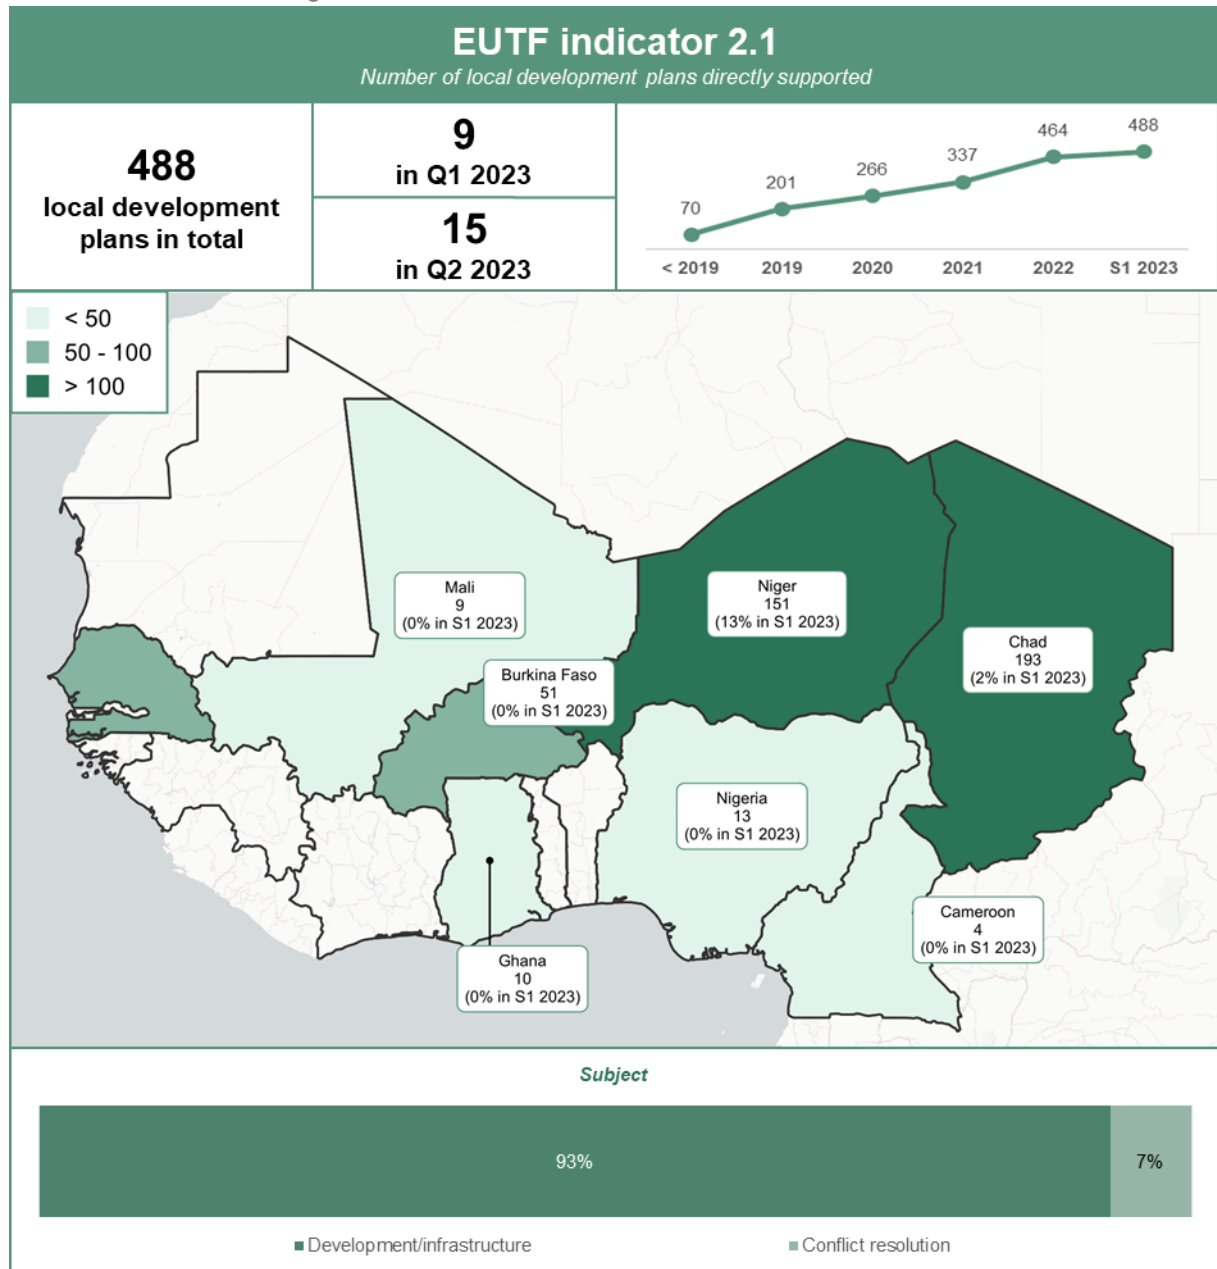 EUTF indicator 2.1
Number of local development plans directly supported
488
local development
plans in total
9
in Q1 2023
15
in Q2 2023
70
201
266
337
464
488
< 2019
2019
2020
2021
2022
S1 2023
< 50
50 - 100
> 100
Mali
9
(0% in S1 2023)
Niger
151
(13% in S1 2023)
Chad
193
(2% in S1 2023)
Burkina Faso
51
(0% in S1 2023)
Nigeria
13
(0% in S1 2023)
Cameroon
4
(0% in S1 2023)
Ghana
10
(0% in S1 2023)
Subject
93%
7%
Development/infrastructure
Conflict resolution